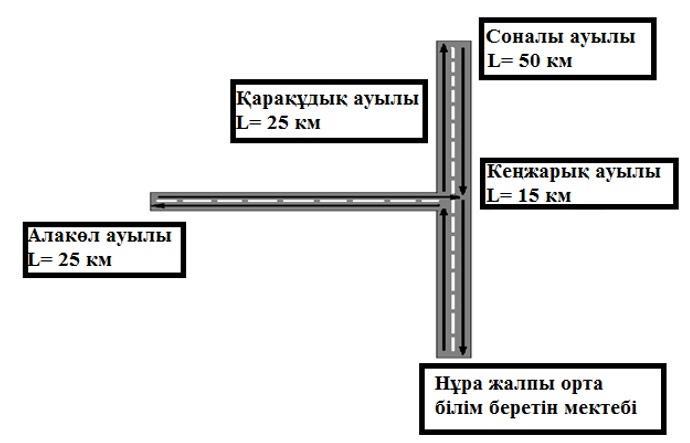 Соналы ауылы
L= 50 км
Қарақұдық ауылы
L= 25 км
Кеңжарық ауылы
L= 15 км
Алакөл ауылы
L= 25 км
Нұра жалпы орта
білім беретін мектебі